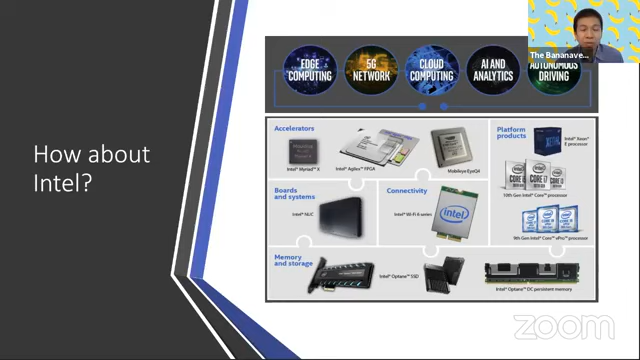 The Bananave...
How about
Intel?
EDGE
COMPUTING
5G
NETWORK
CLOUD
COMPUTING
AI AND
ANALYTICS
AUTONOMOUS
DRIVING
Accelerators
Intel® Myriad™ X
Intel® Agilex™ FPGA
Mobileye EyeQ4
Platform
products
Intel® Xeon®
E processor
10th Gen Intel® Core™ processor
9th Gen Intel® Core™ vPro™ processor
Boards
and systems
Intel® NUC
Connectivity
Intel® Wi-Fi 6 series
intel
Memory
and storage
Intel® Optane™ SSD
Intel® Optane™ DC persistent memory
zoom